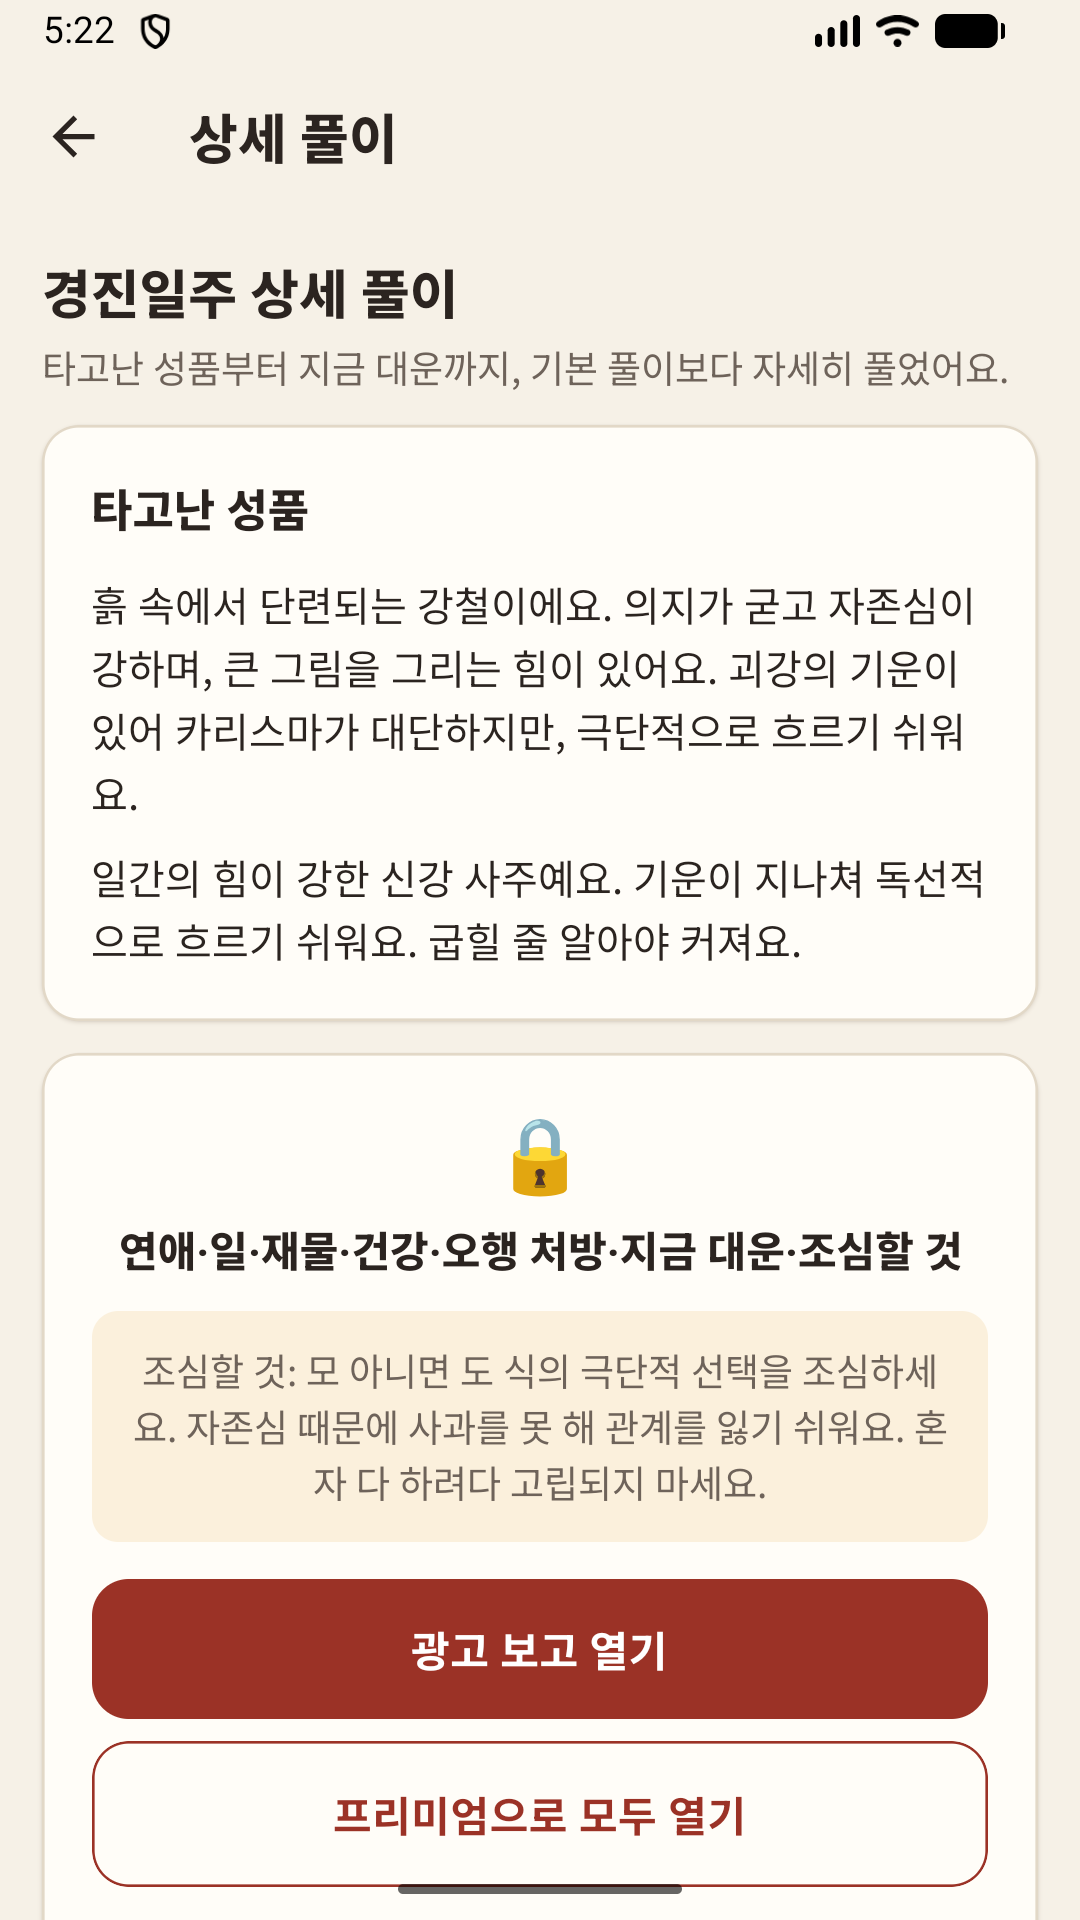 5:22
상세 풀이
경진일주 상세 풀이
타고난 성품부터 지금 대운까지, 기본 풀이보다 자세히 풀었어요.
타고난 성품
흙 속에서 단련되는 강철이에요. 의지가 굳고 자존심이
강하며, 큰 그림을 그리는 힘이 있어요. 괴강의 기운이
있어 카리스마가 대단하지만, 극단적으로 흐르기 쉬워
요.
일간의 힘이 강한 신강 사주예요. 기운이 지나쳐 독선적
으로 흐르기 쉬워요. 굽힐 줄 알아야 커져요.
연애·일·재물·건강·오행 처방·지금 대운·조심할 것
조심할 것: 모 아니면 도 식의 극단적 선택을 조심하세
요. 자존심 때문에 사과를 못 해 관계를 잃기 쉬워요. 혼
자 다 하려다 고립되지 마세요.
광고 보고 열기
프리미엄으로 모두 열기